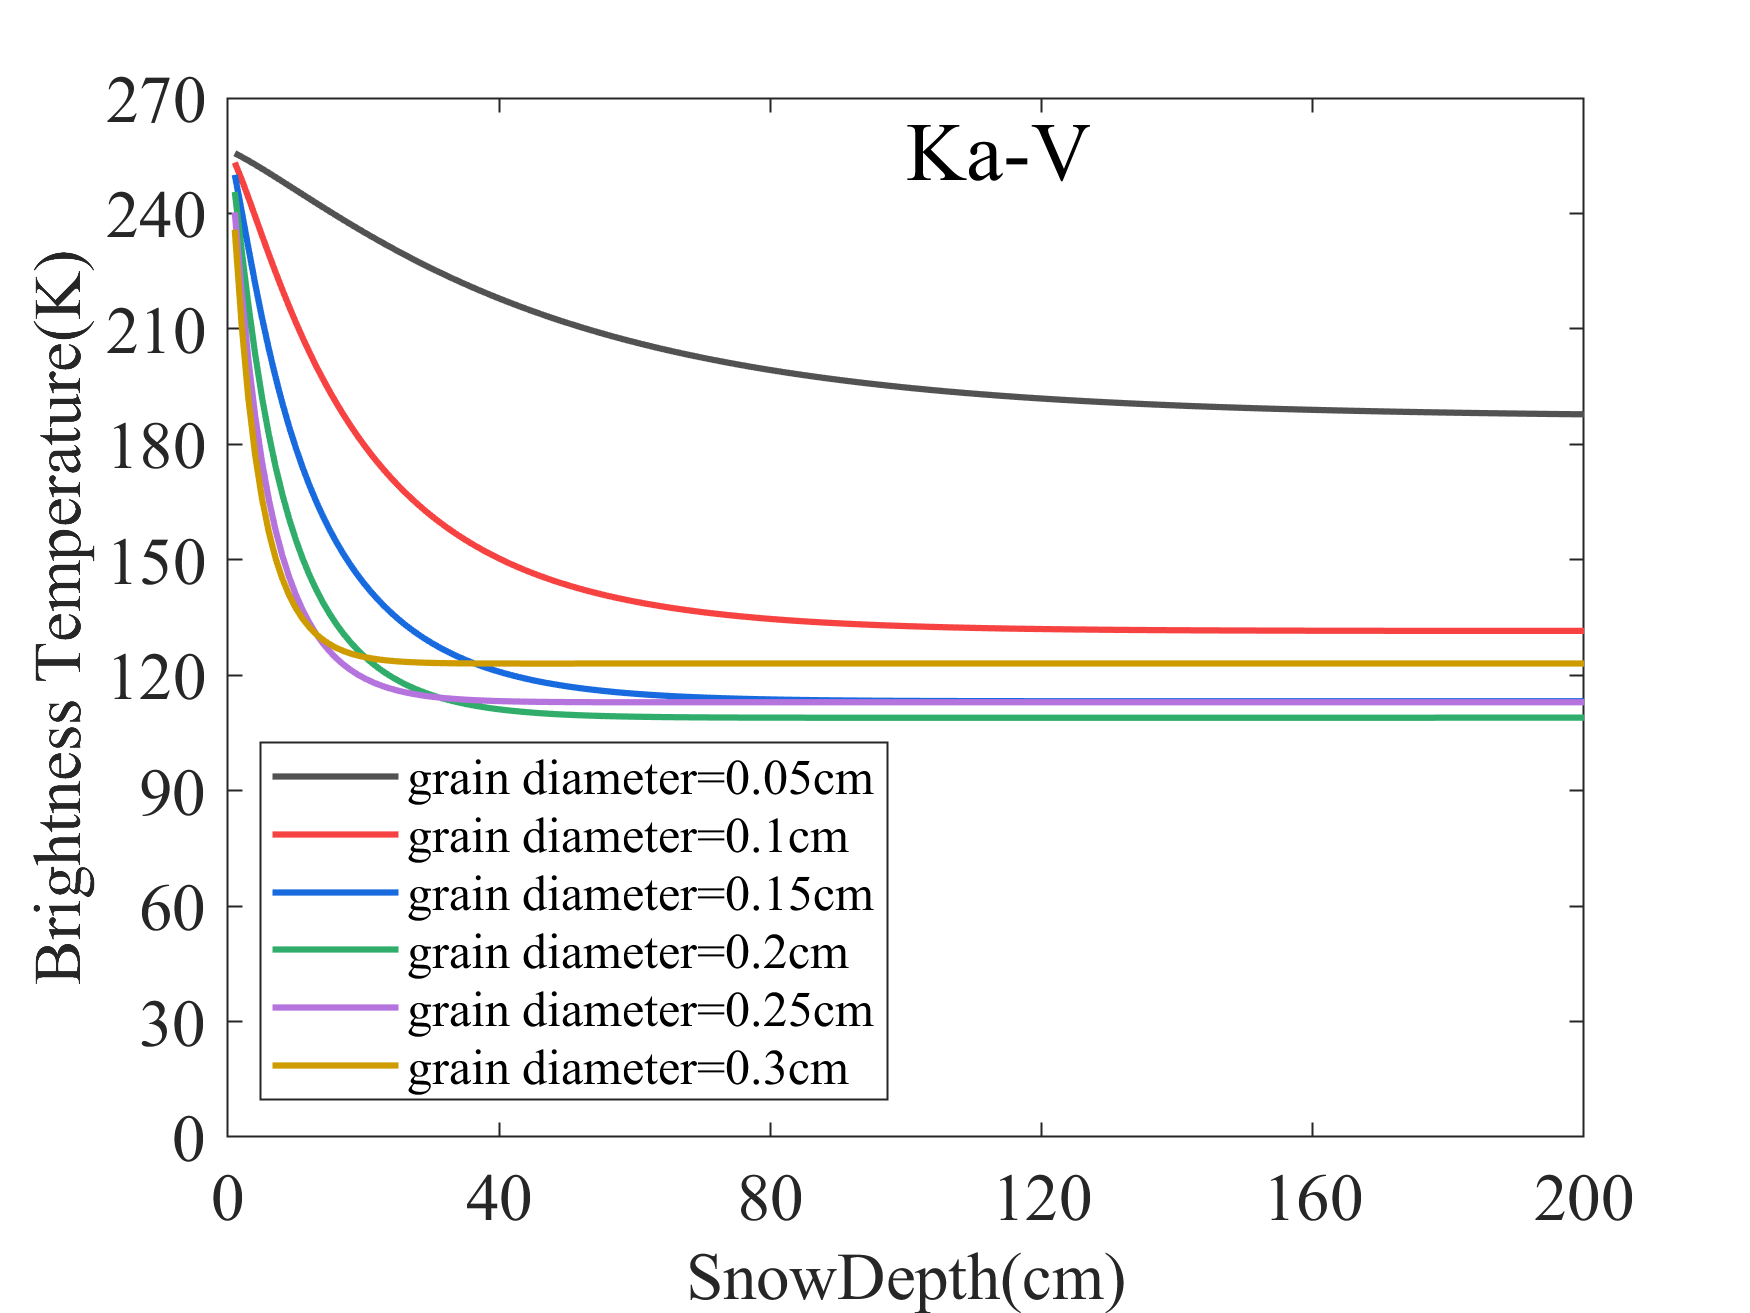 Ka-V
Brightness Temperature(K)
270
240
210
180
150
120
90
60
30
0
grain diameter=0.05cm
grain diameter=0.1cm
grain diameter=0.15cm
grain diameter=0.2cm
grain diameter=0.25cm
grain diameter=0.3cm
0 40 80 120 160 200
SnowDepth(cm)